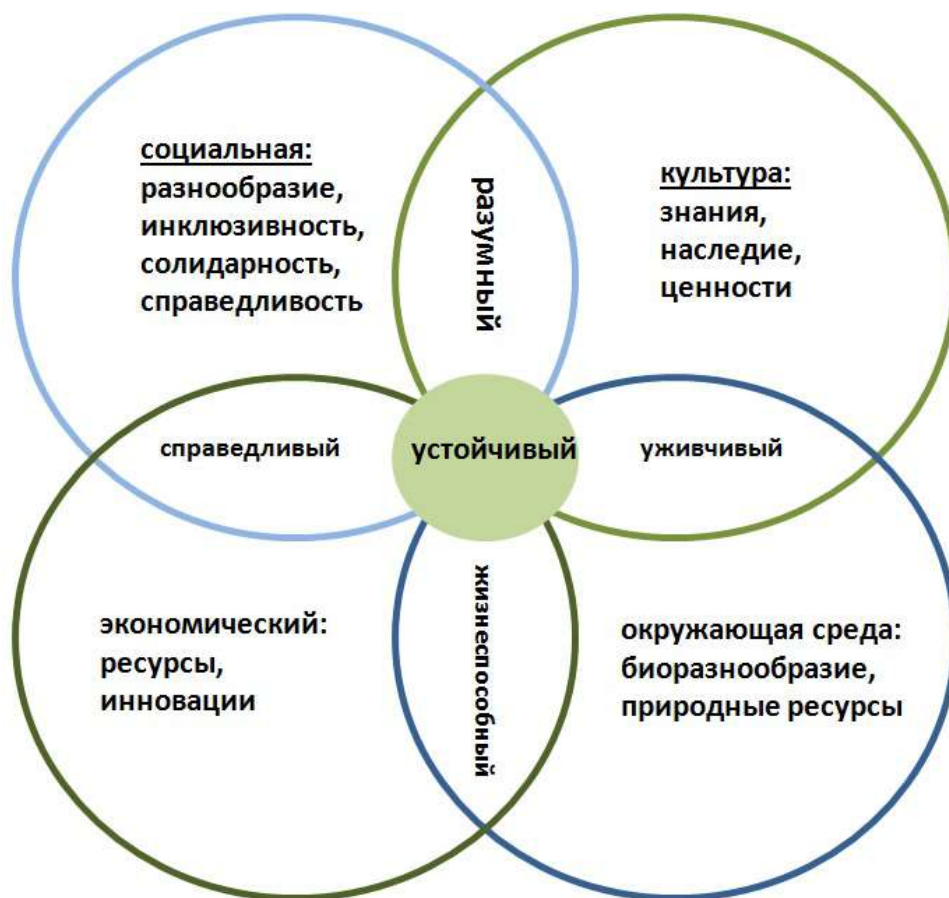 социальная:
разнообразие,
инклюзивность,
солидарность,
справедливость
разумный
культура:
знания,
наследие,
ценности
справедливый
устойчивый
уживчивый
экономический:
ресурсы,
инновации
жизнеспособный
окружающая среда:
биоразнообразие,
природные ресурсы